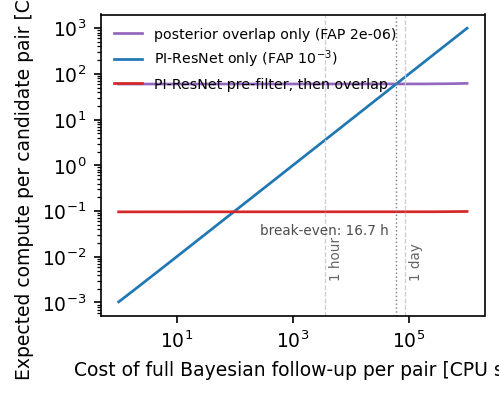 Expected compute per candidate pair [C
10³
10²
10¹
10⁰
10⁻¹
10⁻²
10⁻³
posterior overlap only (FAP 2e-06)
PI-ResNet only (FAP 10⁻³)
PI-ResNet pre-filter, then overlap
break-even: 16.7 h
1 hour
1 day
10¹
10³
10⁵
Cost of full Bayesian follow-up per pair [CPU s